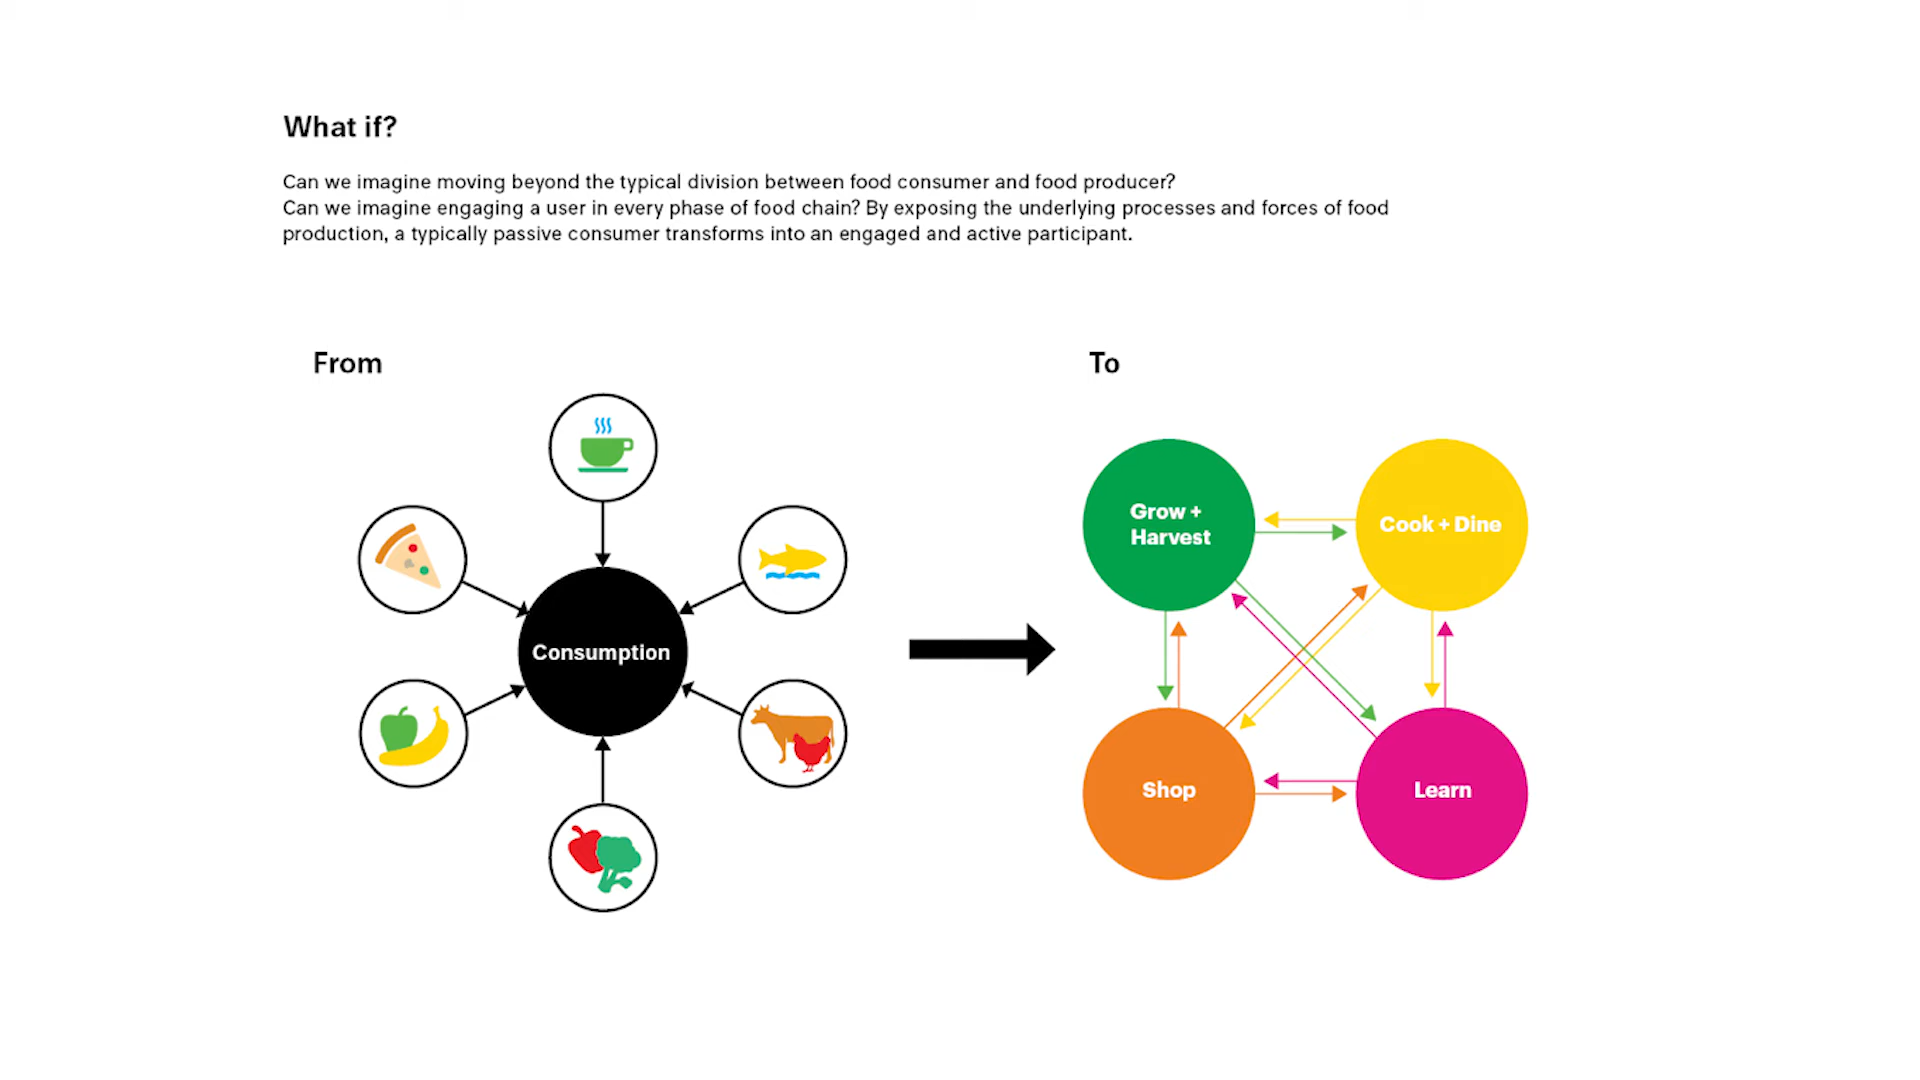 What if?
Can we imagine moving beyond the typical division between food consumer and food producer?
Can we imagine engaging a user in every phase of food chain? By exposing the underlying processes and forces of food
production, a typically passive consumer transforms into an engaged and active participant.
From
To
Consumption
Grow +
Harvest
Cook + Dine
Shop
Learn